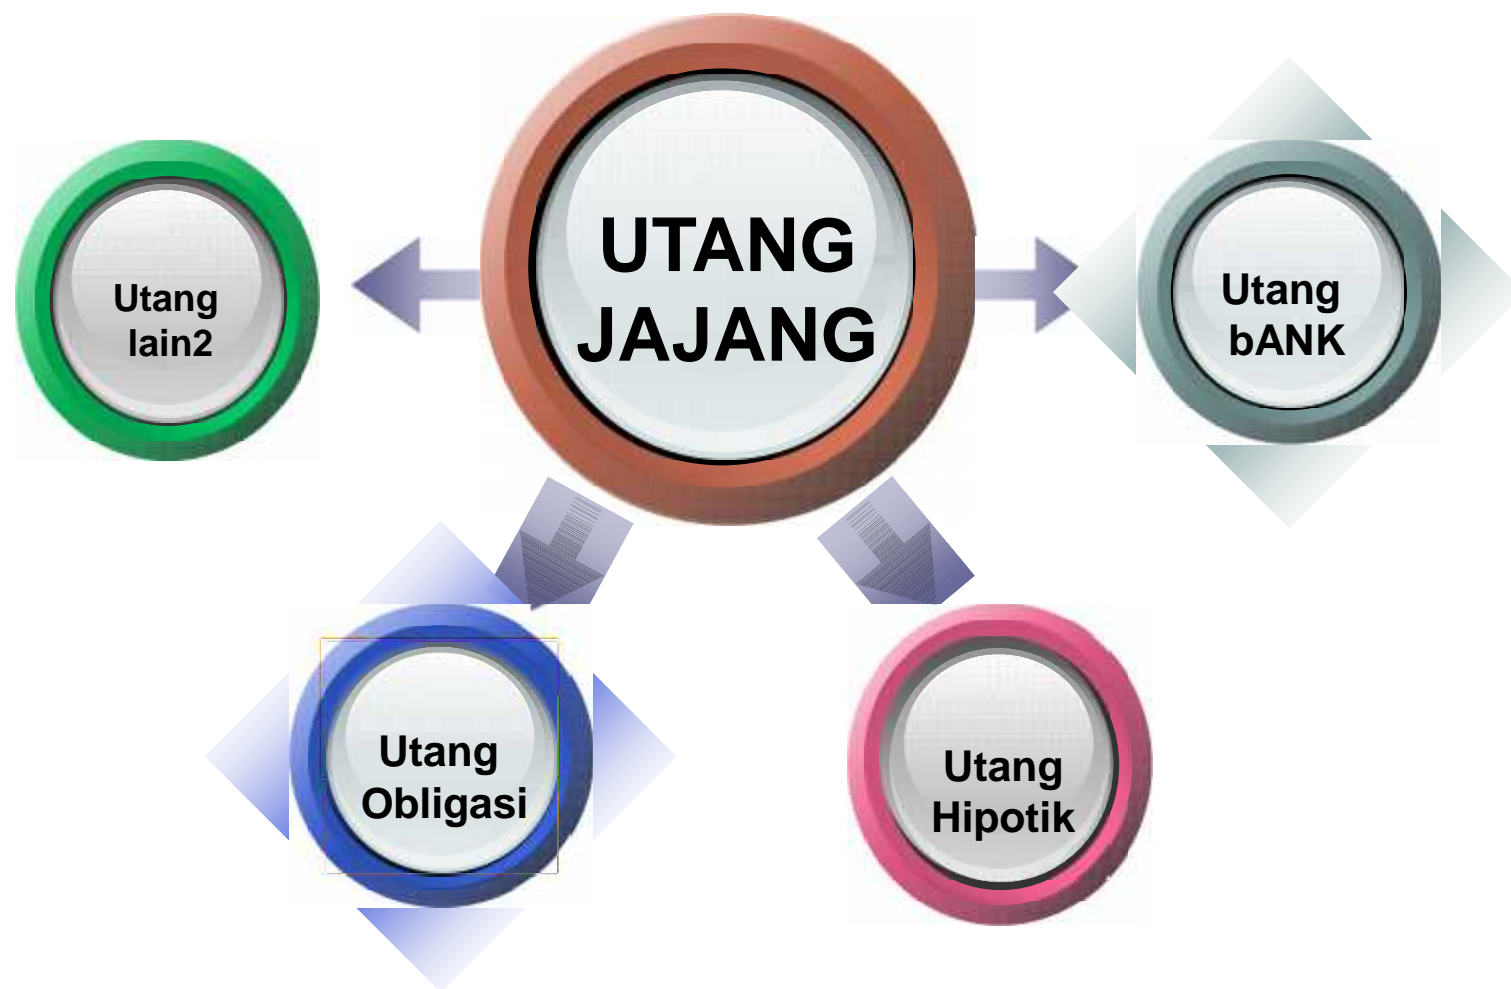 UTANG
JAJANG
Utang
lain2
Utang
bANK
Utang
Obligasi
Utang
Hipotik